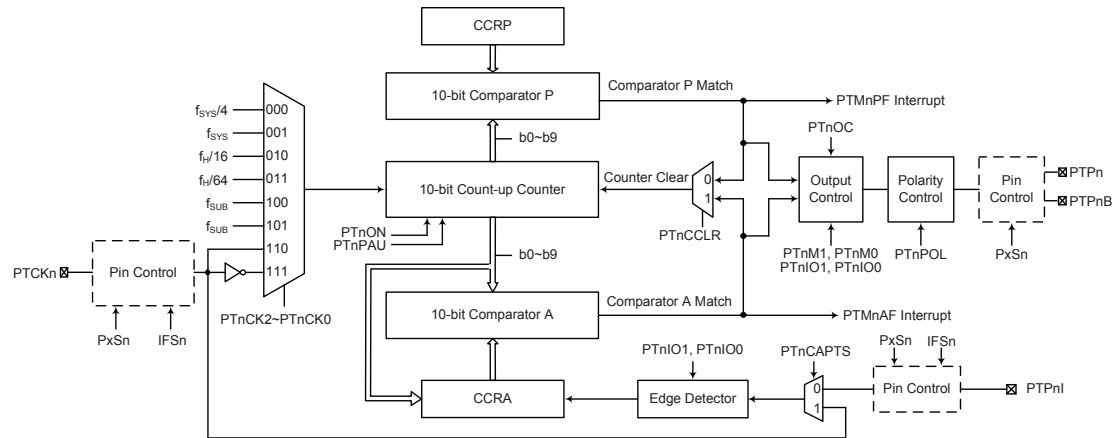 CCRP
10-bit Comparator P
Comparator P Match
PTMnPF Interrupt
b0~b9
fSYS/4
000
fSYS
001
fH/16
010
fH/64
011
fSUB
100
fSUB
101
110
111
PTnCK2~PTnCK0
10-bit Count-up Counter
PTnON
PTnPAU
b0~b9
Counter Clear
0
1
PTnCCLR
PTnOC
Output
Control
PTnM1, PTnM0
PTnIO1, PTnIO0
Polarity
Control
PTnPOL
Pin
Control
PxSn
PTPn
PTPnB
PTCKn
Pin Control
PxSn
IFSn
10-bit Comparator A
Comparator A Match
PTMnAF Interrupt
CCRA
PTnIO1, PTnIO0
Edge Detector
PTnCAPTS
0
1
PxSn
IFSn
Pin Control
PTPnI